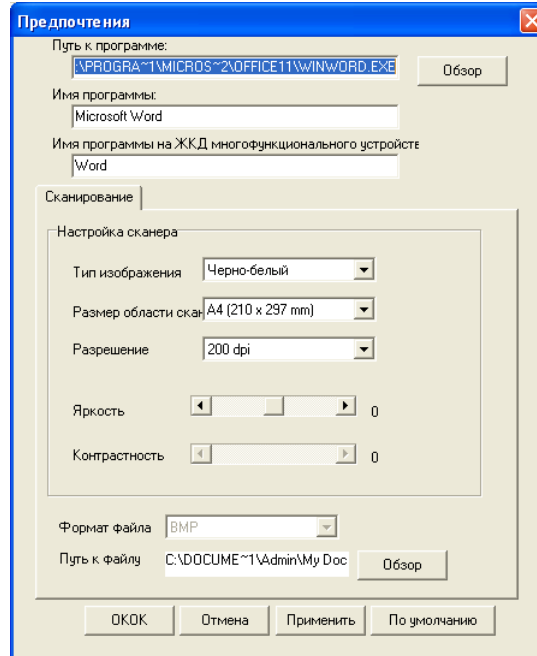 Предпочтения
Путь к программе:
:\PROGRA~1\MICROS~2\OFFICE11\WINWORD.EXE
Обзор
Имя программы:
Microsoft Word
Имя программы на ЖКД многофункционального устройств
Word
Сканирование
Настройка сканера
Тип изображения Черно-белый
Размер области скан A4 (210 x 297 mm)
Разрешение 200 dpi
Яркость 0
Контрастность 0
Формат файла BMP
Путь к файлу C:\DOCUME~1\Admin\My Doc Обзор
ОКОК Отмена Применить По умолчанию